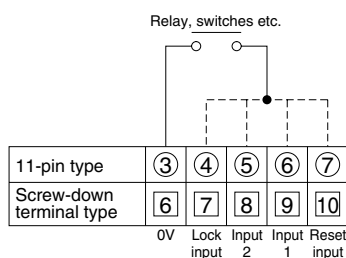 Relay, switches etc.
11-pin type ③ ④ ⑤ ⑥ ⑦
Screw-down
terminal type 6 7 8 9 10
0V Lock Input Input Reset
input 2 1 input